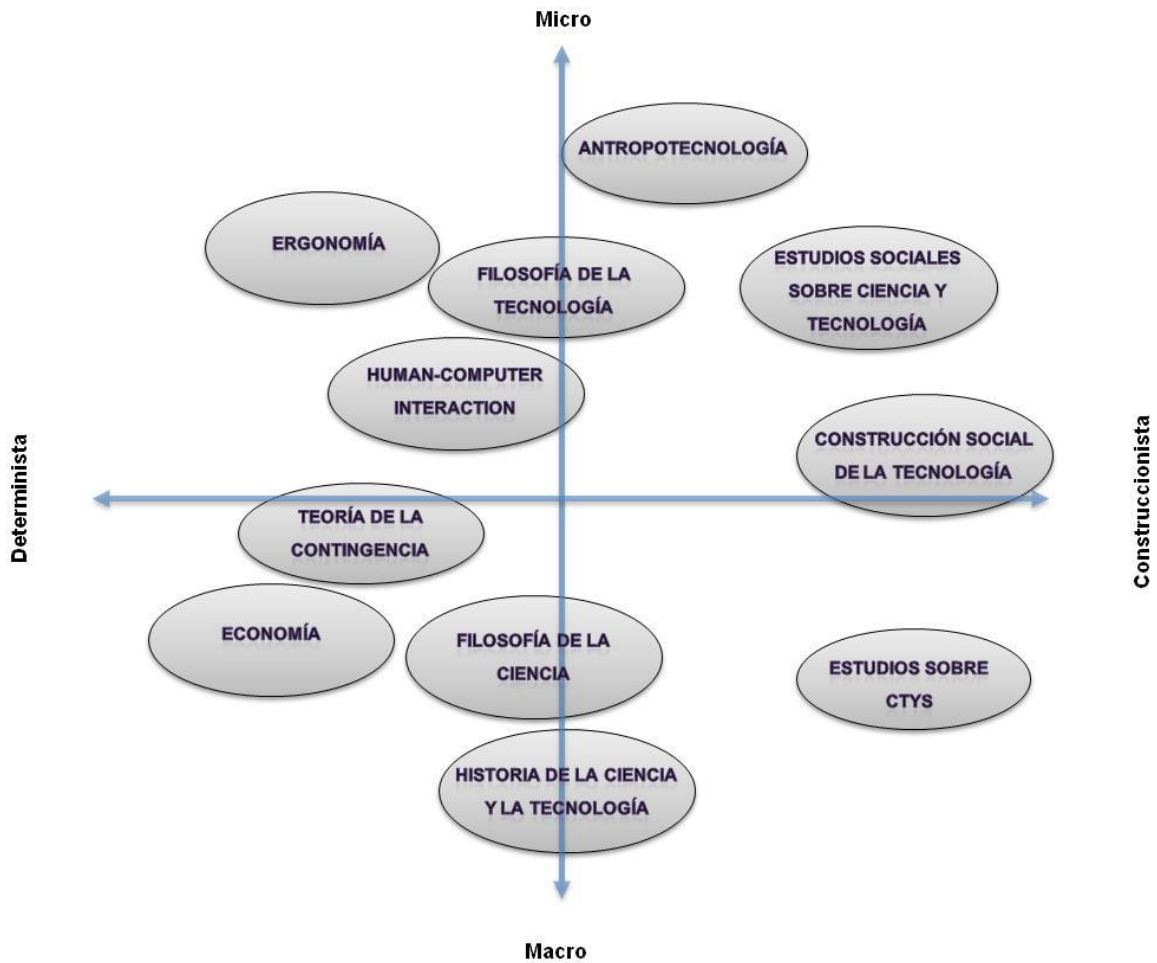 Micro
ANTROPOTECNOLOGÍA
ERGONOMÍA
FILOSOFÍA DE LA
TECNOLOGÍA
ESTUDIOS SOCIALES
SOBRE CIENCIA Y
TECNOLOGÍA
HUMAN-COMPUTER
INTERACTION
CONSTRUCCIÓN SOCIAL
DE LA TECNOLOGÍA
Determinista
Construccionista
TEORÍA DE LA
CONTINGENCIA
ECONOMÍA
FILOSOFÍA DE LA
CIENCIA
ESTUDIOS SOBRE
CTYS
HISTORIA DE LA CIENCIA
Y LA TECNOLOGÍA
Macro